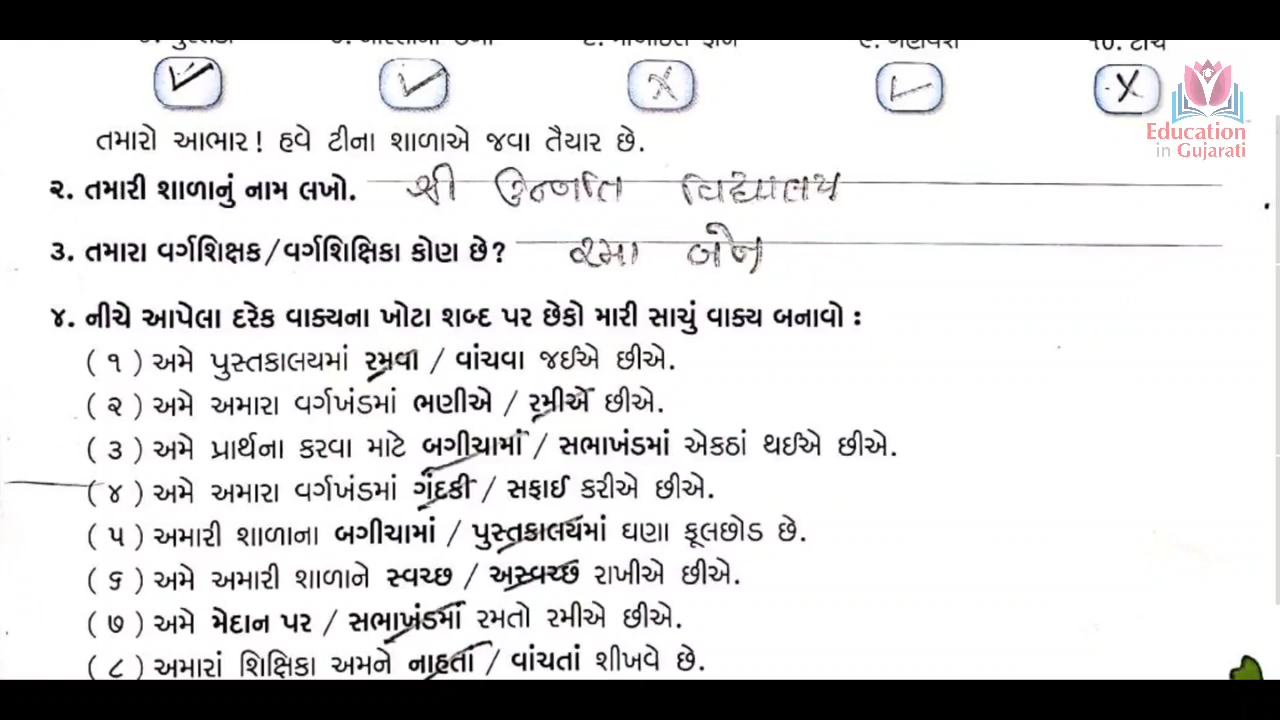 તમારો આભાર! હવે ટીના શાળાએ જવા તૈયાર છે.
૨. તમારી શાળાનું નામ લખો. શ્રી ઉન્નતિ વિદ્યાલય
૩. તમારા વર્ગશિક્ષક/વર્ગશિક્ષિકા કોણ છે? રમા બેન
૪. નીચે આપેલા દરેક વાક્યના ખોટા શબ્દ પર છેકો મારી સાચું વાક્ય બનાવો :
(૧) અમે પુસ્તકાલયમાં રમવા / વાંચવા જઈએ છીએ.
(૨) અમે અમારા વર્ગખંડમાં ભણીએ / રમીએ છીએ.
(૩) અમે પ્રાર્થના કરવા માટે બગીચામાં / સભાખંડમાં એકઠાં થઈએ છીએ.
(૪) અમે અમારા વર્ગખંડમાં ગંદકી / સફાઈ કરીએ છીએ.
(૫) અમારી શાળાના બગીચામાં / પુસ્તકાલયમાં ઘણા ફૂલછોડ છે.
(૬) અમે અમારી શાળાને સ્વચ્છ / અસ્વચ્છ રાખીએ છીએ.
(૭) અમે મેદાન પર / સભાખંડમાં રમતો રમીએ છીએ.
(૮) અમારાં શિક્ષિકા અમને નાહતાં / વાંચતાં શીખવે છે.
Education
in Gujarati